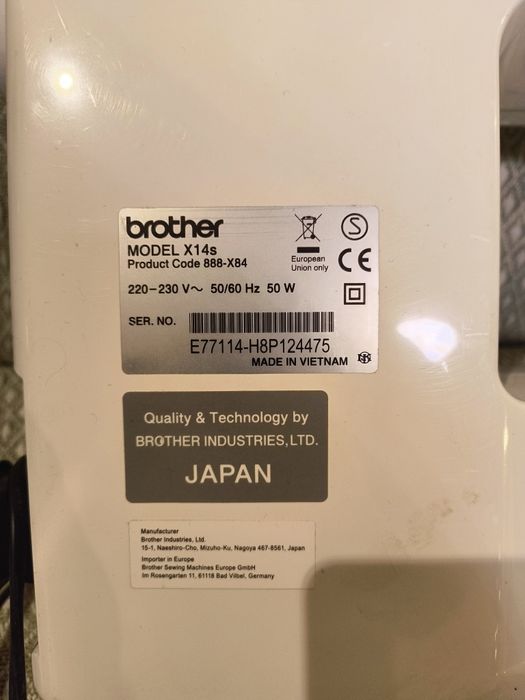 brother
MODEL X14s
Product Code 888-X84
220-230 V~ 50/60 Hz 50 W
European
Union only
S
CE
SER. NO.
E77114-H8P124475
MADE IN VIETNAM
Quality & Technology by
BROTHER INDUSTRIES,LTD.
JAPAN
Manufacturer
Brother Industries, Ltd.
15-1, Naeshiro-Cho, Mizuho-Ku, Nagoya 467-8561, Japan
Importer in Europe
Brother Sewing Machines Europe GmbH
Im Rosengarten 11, 61118 Bad Vilbel, Germany